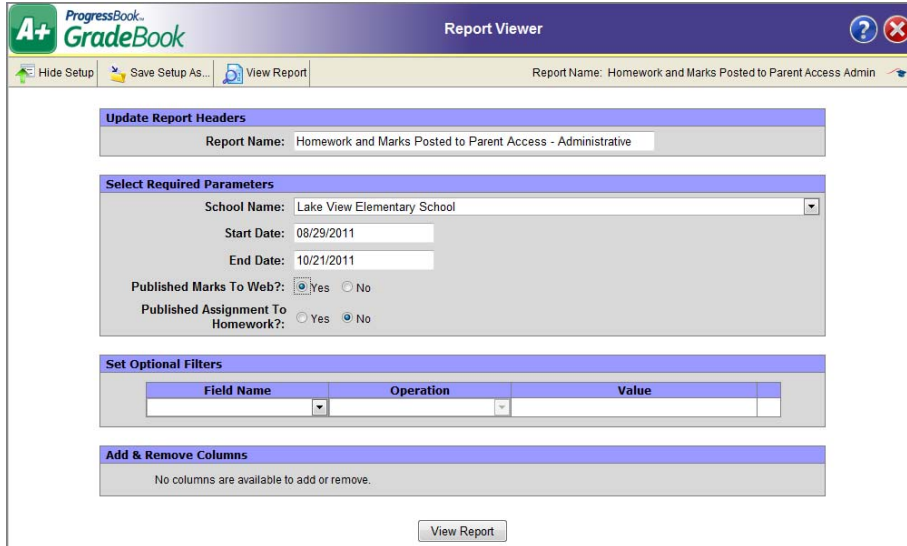 A+ ProgressBook™
GradeBook
Report Viewer
?
Hide Setup
Save Setup As...
View Report
Report Name: Homework and Marks Posted to Parent Access Admin
Update Report Headers
Report Name: Homework and Marks Posted to Parent Access - Administrative
Select Required Parameters
School Name: Lake View Elementary School
Start Date: 08/29/2011
End Date: 10/21/2011
Published Marks To Web?: Yes No
Published Assignment To
Homework?: Yes No
Set Optional Filters
Field Name Operation Value
Add & Remove Columns
No columns are available to add or remove.
View Report